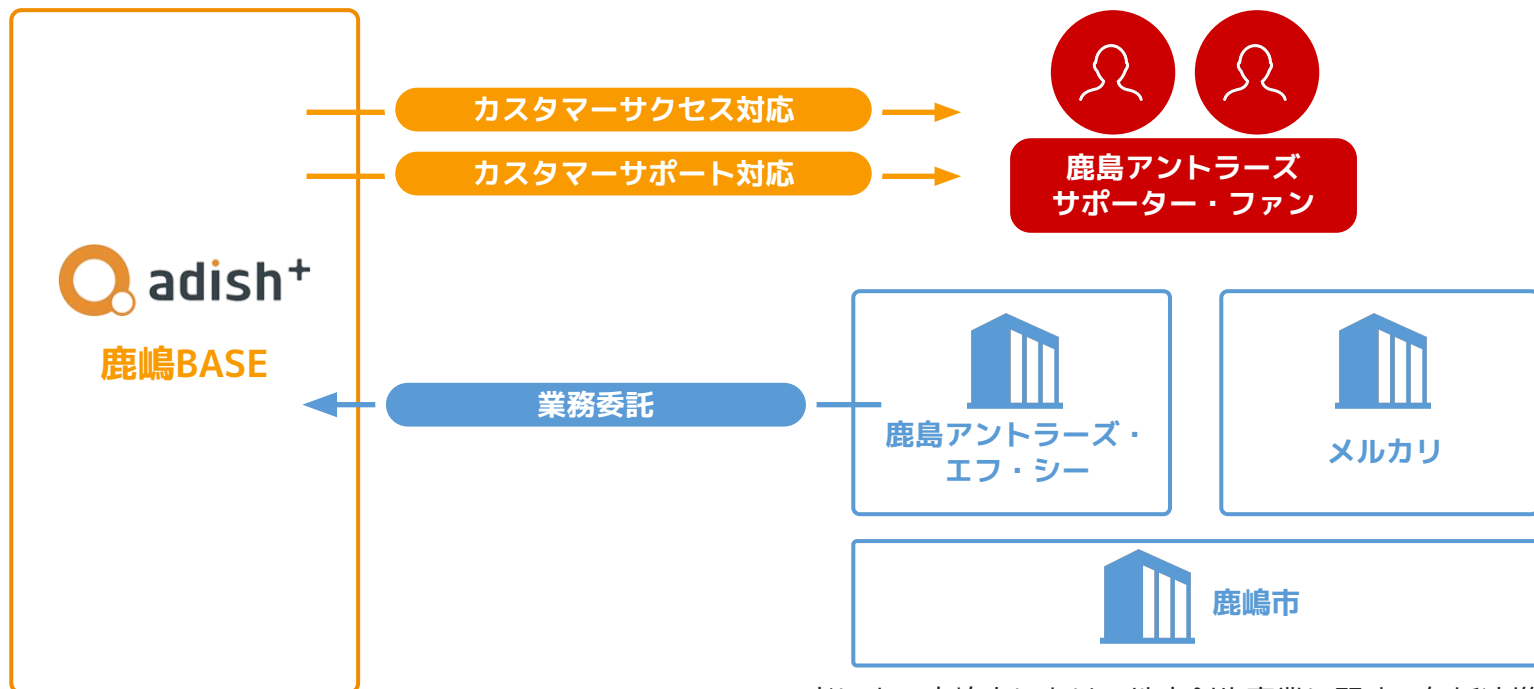 カスタマーサクセス対応
カスタマーサポート対応
鹿島アントラーズ
サポーター・ファン
adish+
鹿嶋BASE
業務委託
鹿島アントラーズ・
エフ・シー
メルカリ
鹿嶋市